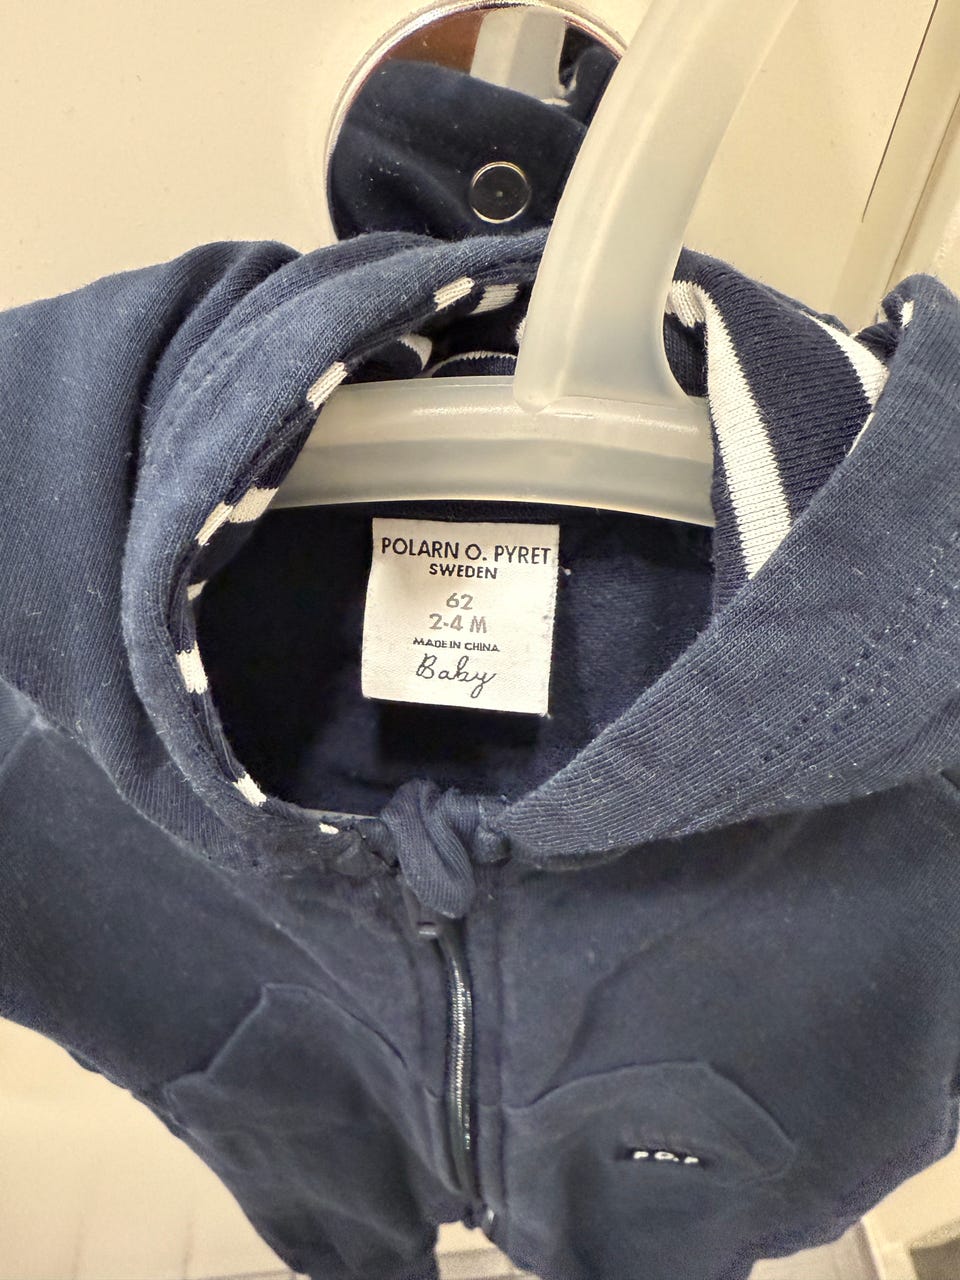 POLARN O. PYRET
SWEDEN
62
2-4 M
MADE IN CHINA
Baby
P.O.P